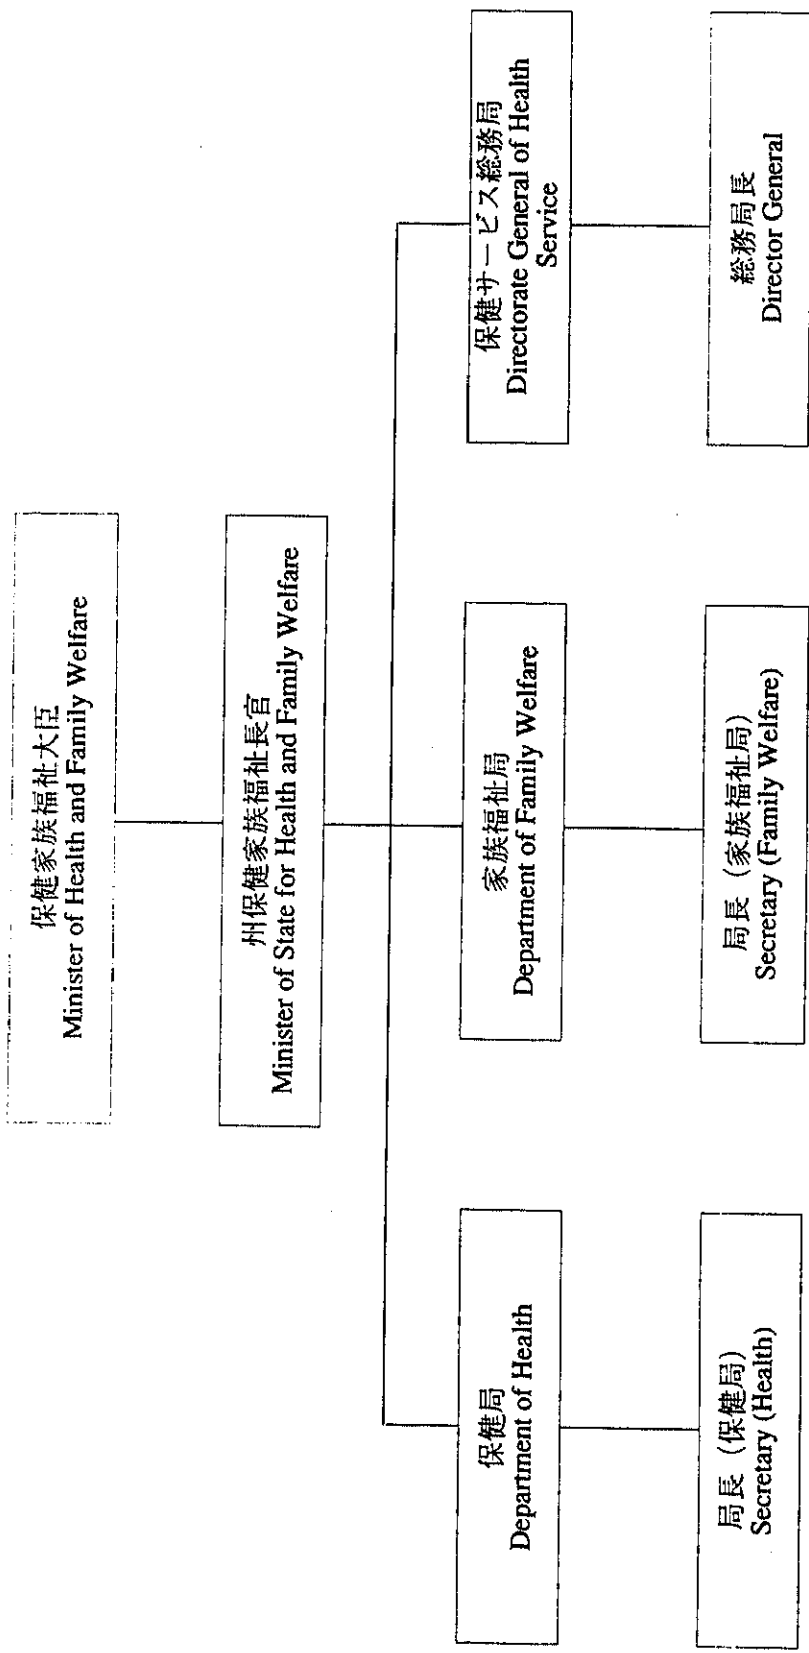 保健家族福祉大臣
Minister of Health and Family Welfare
州保健家族福祉長官
Minister of State for Health and Family Welfare
保健局
Department of Health
家族福祉局
Department of Family Welfare
保健サービス総務局
Directorate General of Health
Service
局長（保健局）
Secretary (Health)
局長（家族福祉局）
Secretary (Family Welfare)
総務局長
Director General